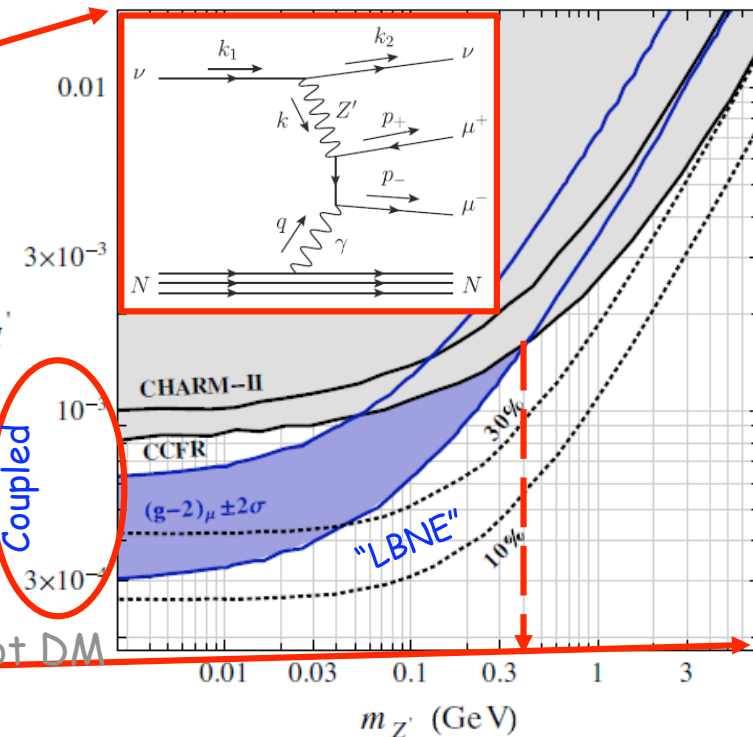 k₁
k₂
ν
ν
k
Z′
p₊
μ⁺
p₋
μ⁻
q
γ
N
N
0.01
3×10⁻³
10⁻³
3×10⁻⁴
Coupled
CHARM-II
CCFR
(g-2)μ ±2σ
"LBNE"
30%
10%
DM
0.01 0.03 0.1 0.3 1 3
m Z′ (GeV)